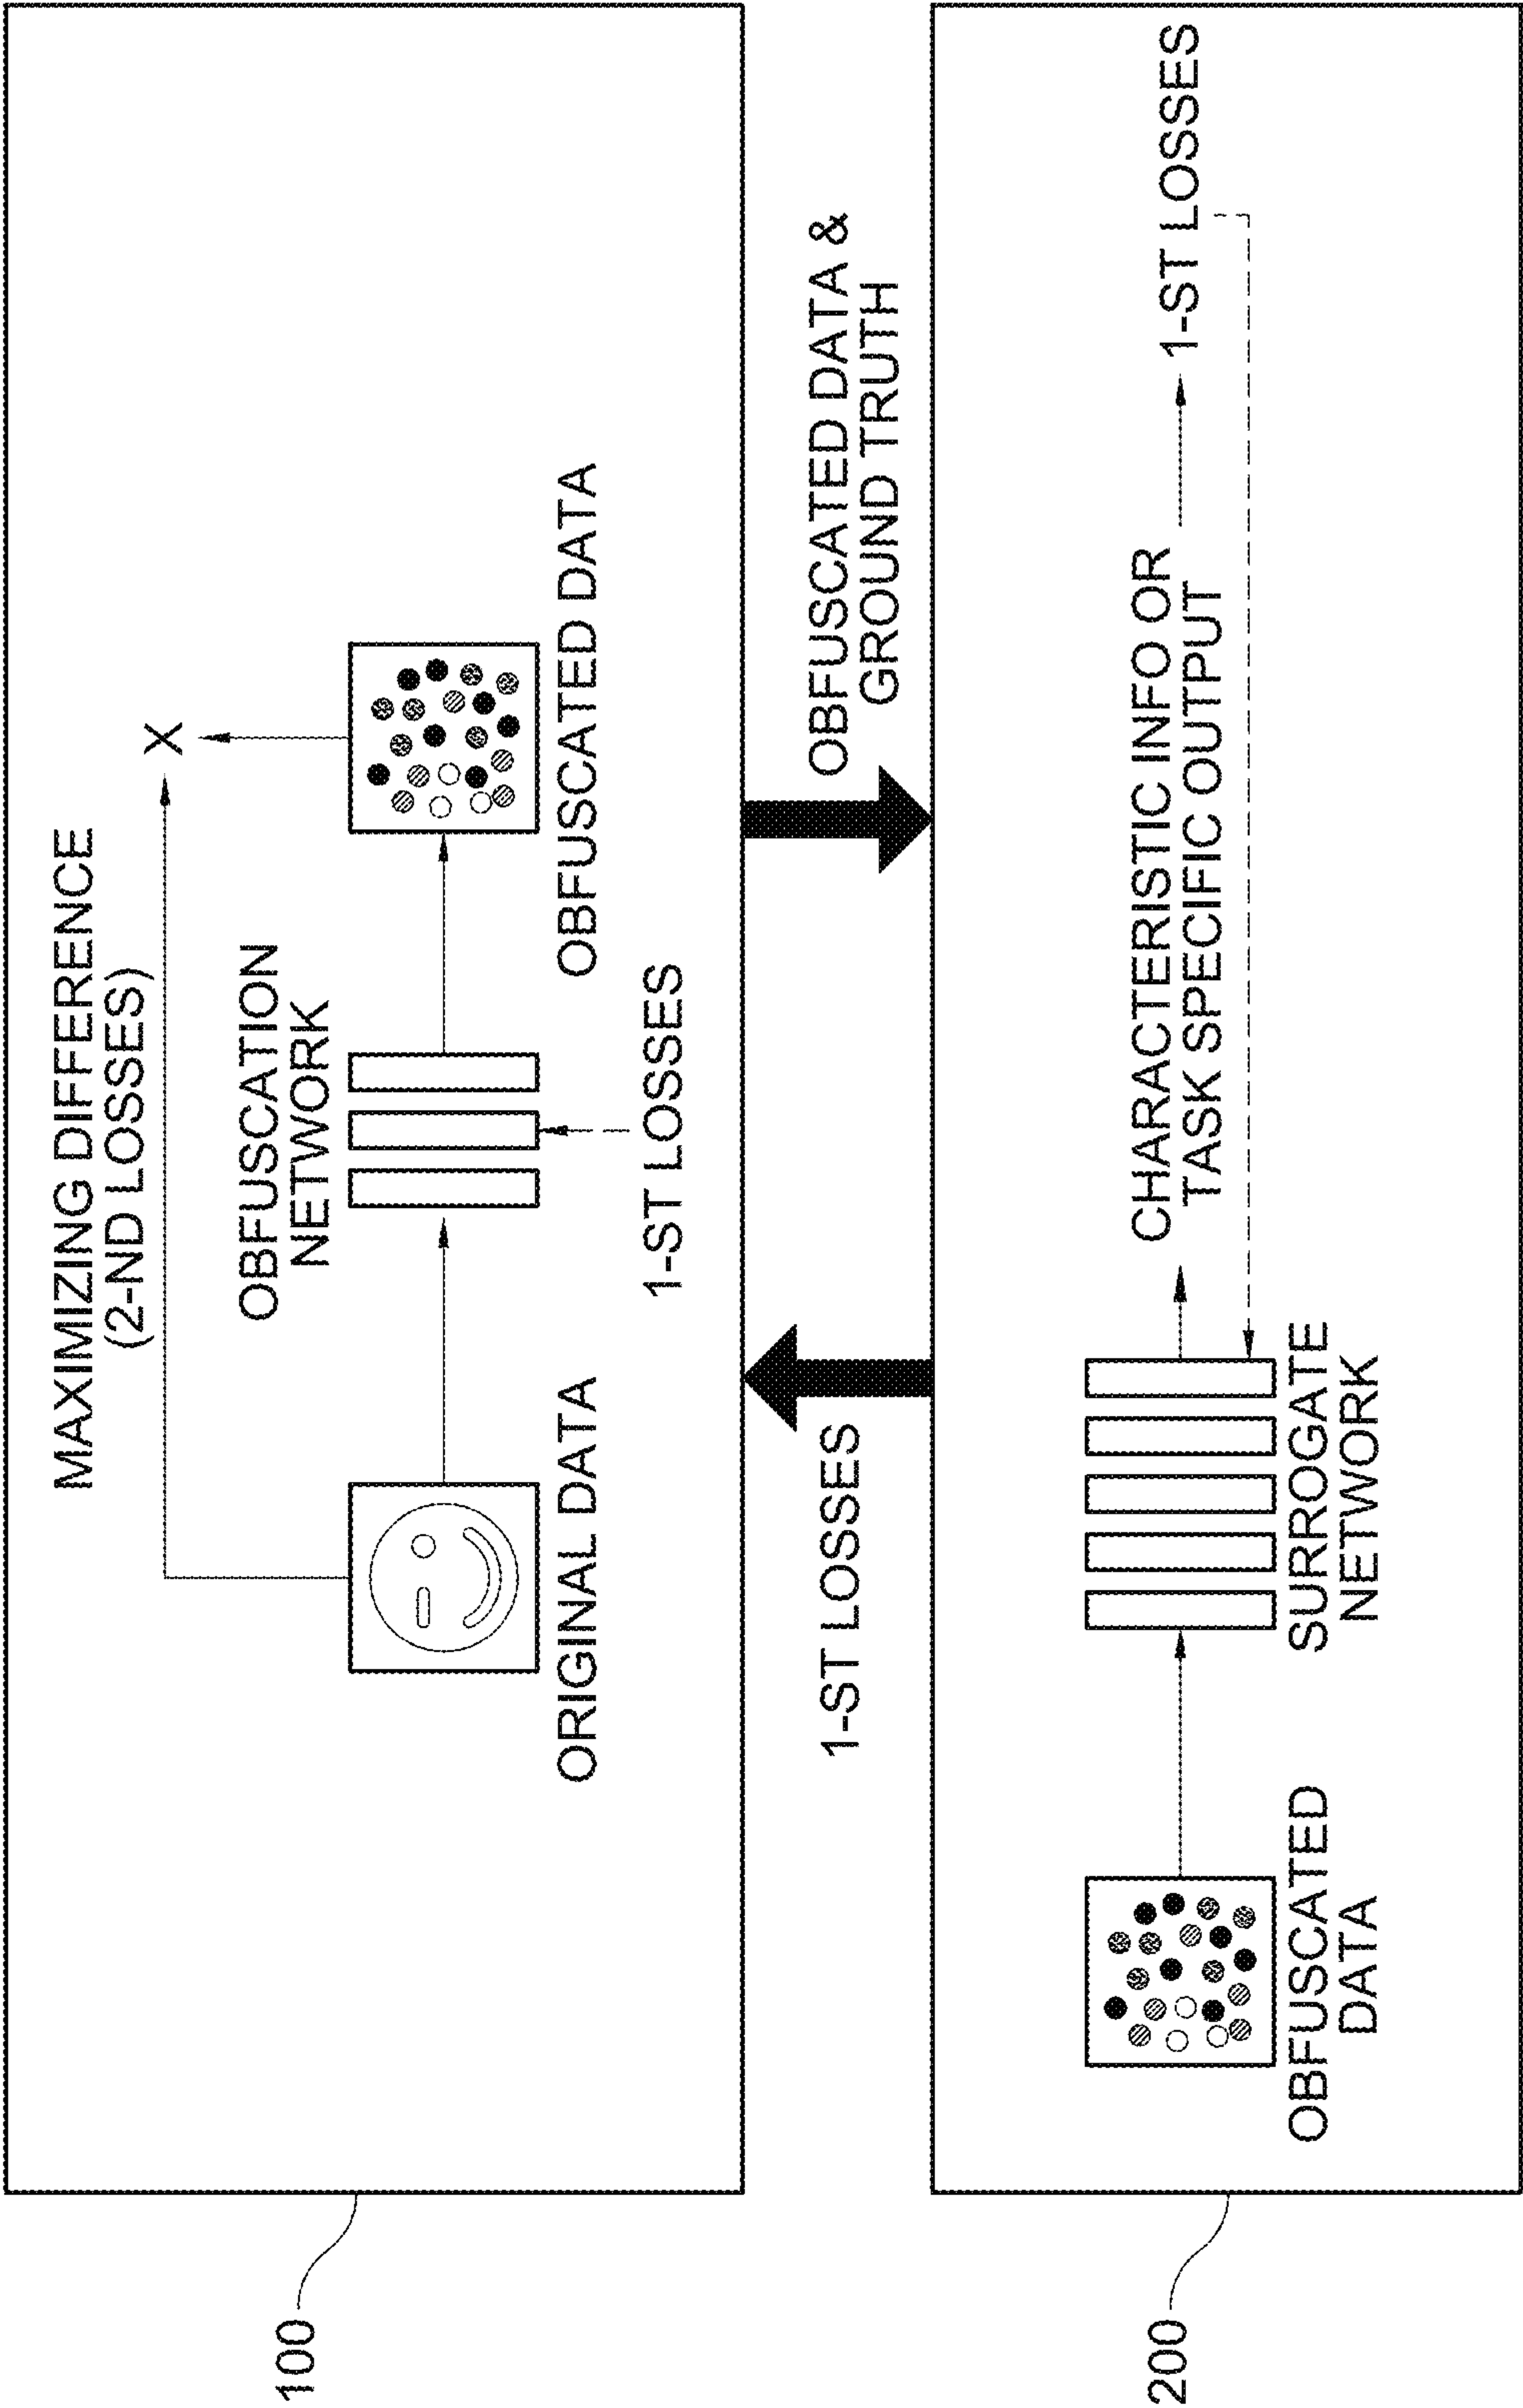 100
MAXIMIZING DIFFERENCE
(2-ND LOSSES)
X
OBFUSCATION
NETWORK
ORIGINAL DATA
OBFUSCATED DATA
1-ST LOSSES
1-ST LOSSES
OBFUSCATED DATA &
GROUND TRUTH
200
OBFUSCATED
DATA
SURROGATE
NETWORK
CHARACTERISTIC INFO OR
TASK SPECIFIC OUTPUT
1-ST LOSSES